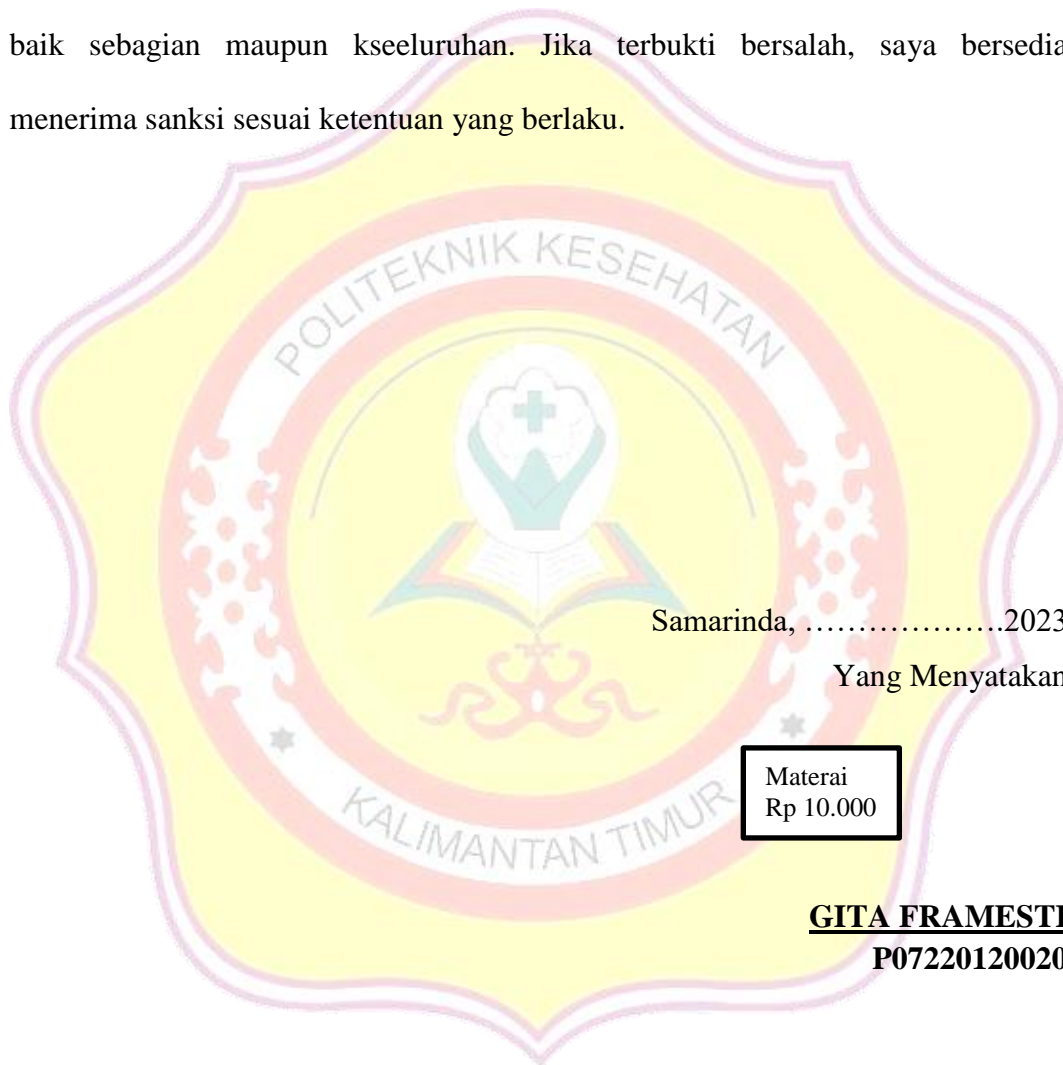 baik sebagian maupun kseeluruhan. Jika terbukti bersalah, saya bersedia
menerima sanksi sesuai ketentuan yang berlaku.
POLITEKNIK KESEHATAN
Samarinda, ……………….2023
Yang Menyatakan
Materai
Rp 10.000
KALIMANTAN TIMUR
GITA FRAMESTI
P07220120020